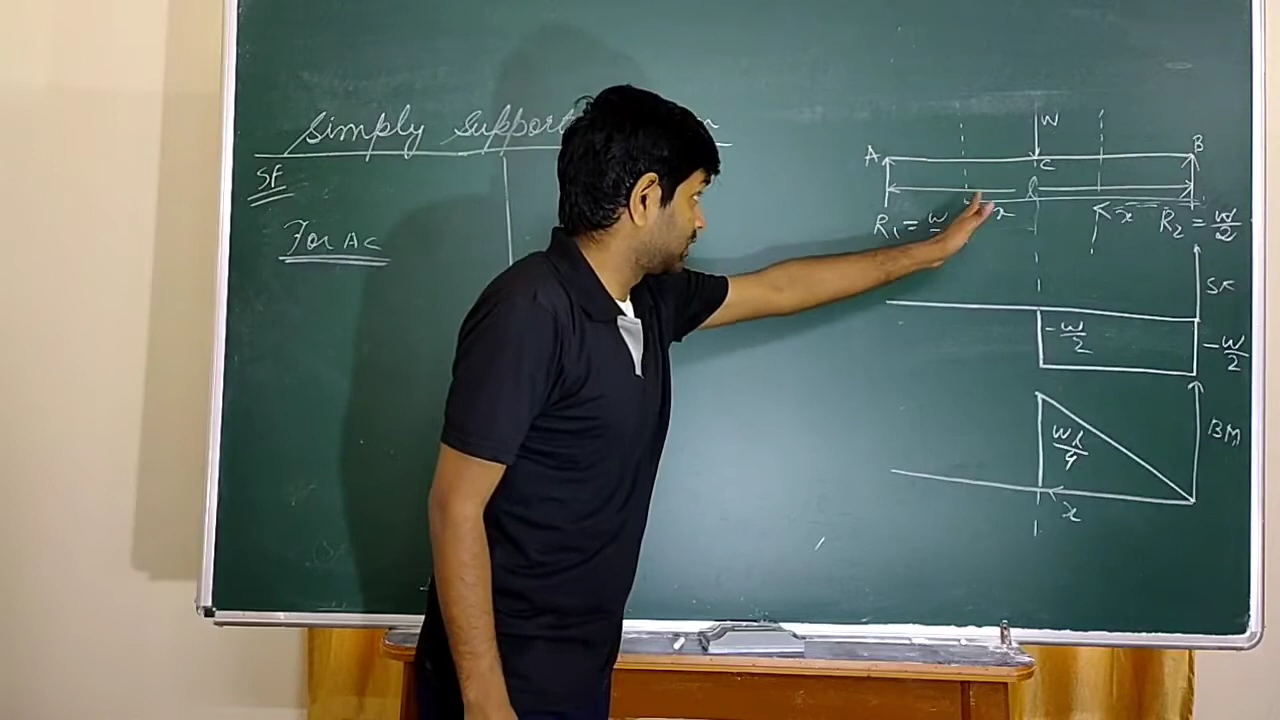 Simply support
SF
For AC
W
A
B
C
l
x
x
R₁ = W
R₂ = W/2
SF
-W/2
-W/2
Wl/4
BM
x